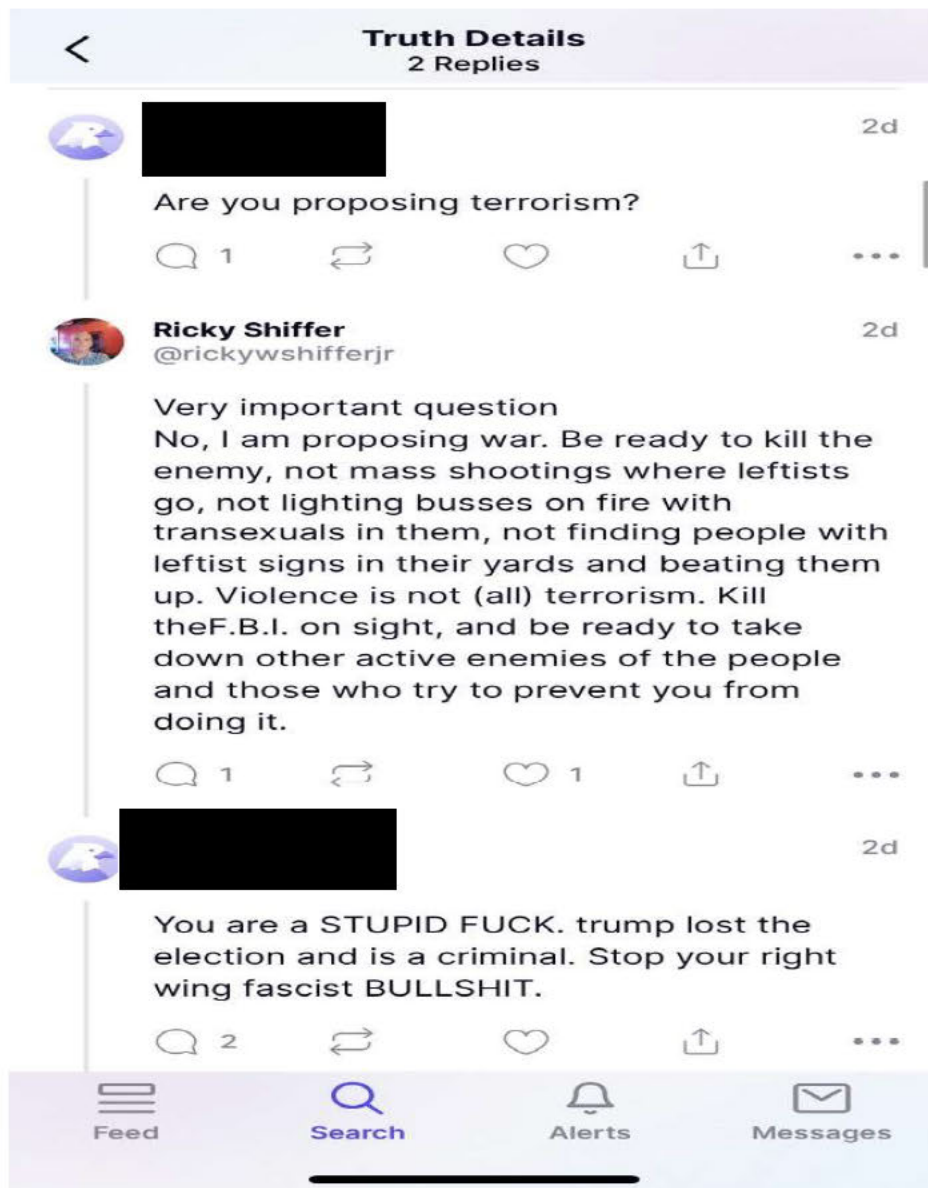 Truth Details
2 Replies
2d
Are you proposing terrorism?
1
Ricky Shiffer
2d
@rickywshifferjr
Very important question
No, I am proposing war. Be ready to kill the
enemy, not mass shootings where leftists
go, not lighting busses on fire with
transexuals in them, not finding people with
leftist signs in their yards and beating them
up. Violence is not (all) terrorism. Kill
theF.B.I. on sight, and be ready to take
down other active enemies of the people
and those who try to prevent you from
doing it.
1 1
2d
You are a STUPID FUCK. trump lost the
election and is a criminal. Stop your right
wing fascist BULLSHIT.
2
Feed Search Alerts Messages